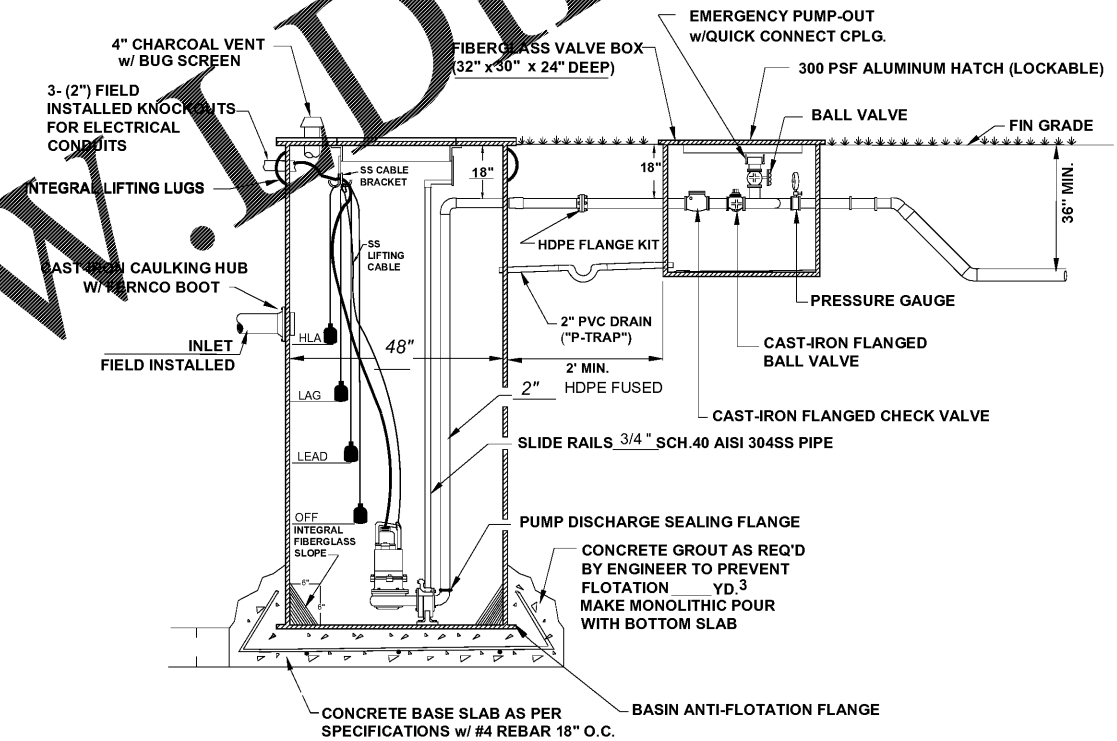 EMERGENCY PUMP-OUT
w/QUICK CONNECT CPLG.
4" CHARCOAL VENT
w/ BUG SCREEN
FIBERGLASS VALVE BOX
(32" x 30" x 24" DEEP)
300 PSF ALUMINUM HATCH (LOCKABLE)
3- (2") FIELD
INSTALLED KNOCKOUTS
FOR ELECTRICAL
CONDUITS
BALL VALVE
FIN GRADE
W.LD
SS CABLE
BRACKET
18"
18"
36" MIN.
INTEGRAL LIFTING LUGS
SS
LIFTING
CABLE
HDPE FLANGE KIT
CAST-IRON CAULKING HUB
W/ FERNCO BOOT
PRESSURE GAUGE
2" PVC DRAIN
("P-TRAP")
INLET
FIELD INSTALLED
HLA
48"
CAST-IRON FLANGED
BALL VALVE
2' MIN.
2" HDPE FUSED
LAG
CAST-IRON FLANGED CHECK VALVE
SLIDE RAILS 3/4 " SCH.40 AISI 304SS PIPE
LEAD
OFF
INTEGRAL
FIBERGLASS
SLOPE
PUMP DISCHARGE SEALING FLANGE
CONCRETE GROUT AS REQ'D
BY ENGINEER TO PREVENT
FLOTATION_____YD.3
MAKE MONOLITHIC POUR
WITH BOTTOM SLAB
6"
6"
BASIN ANTI-FLOTATION FLANGE
CONCRETE BASE SLAB AS PER
SPECIFICATIONS w/ #4 REBAR 18" O.C.